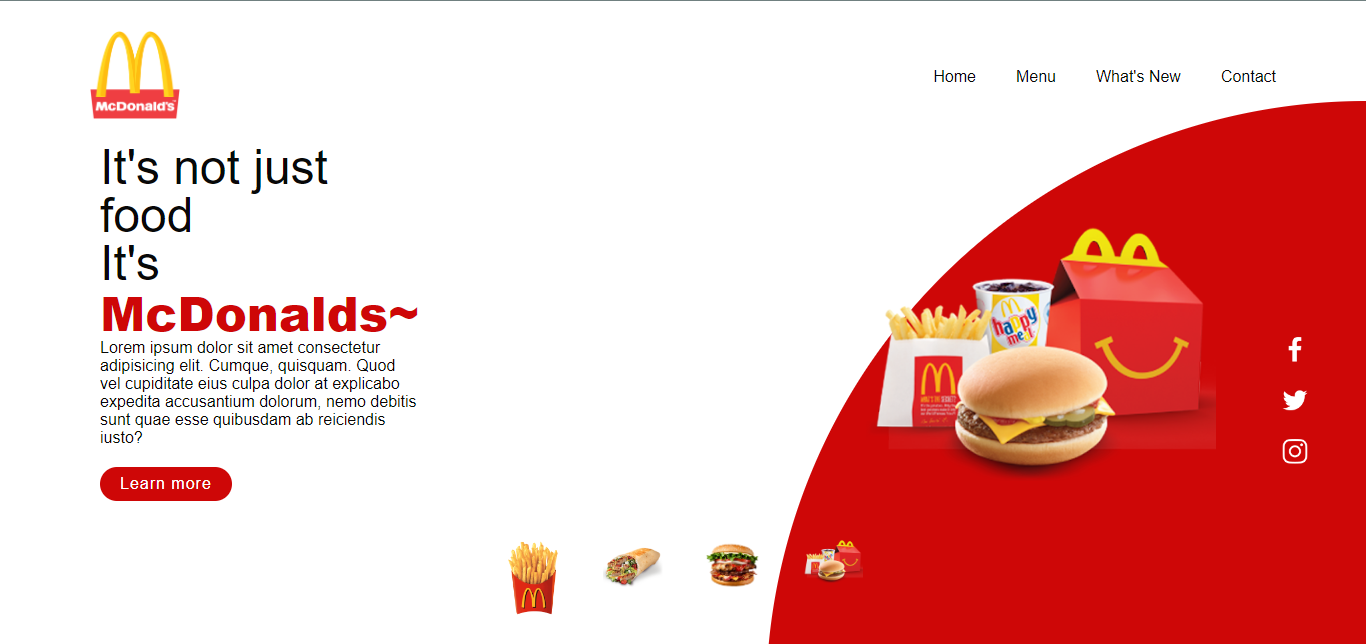 McDonald's
Home Menu What's New Contact
It's not just
food
It's
McDonalds~
Lorem ipsum dolor sit amet consectetur
adipisicing elit. Cumque, quisquam. Quod
vel cupiditate eius culpa dolor at explicabo
expedita accusantium dolorum, nemo debitis
sunt quae esse quibusdam ab reiciendis
iusto?
Learn more
happy
meal